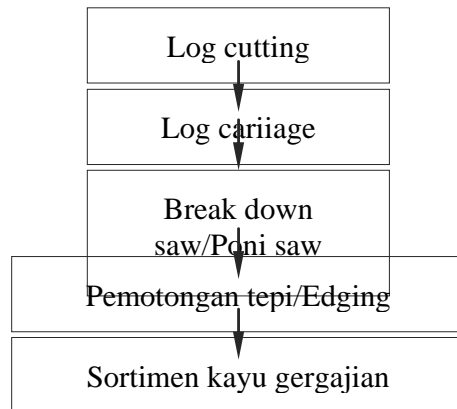 Log cutting
Log cariiage
Break down
saw/Poni saw
Pemotongan tepi/Edging
Sortimen kayu gergajian